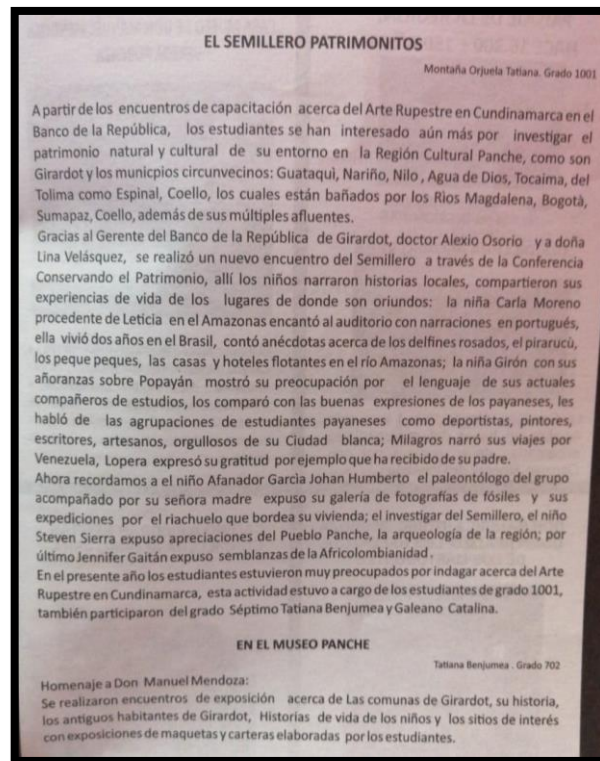 EL SEMILLERO PATRIMONITOS
Montaña Orjuela Tatiana. Grado 1001
A partir de los encuentros de capacitación acerca del Arte Rupestre en Cundinamarca en el
Banco de la República, los estudiantes se han interesado aún más por investigar el
patrimonio natural y cultural de su entorno en la Región Cultural Panche, como son
Girardot y los municpios circunvecinos: Guataquì, Nariño, Nilo , Agua de Dios, Tocaima, del
Tolima como Espinal, Coello, los cuales están bañados por los Rios Magdalena, Bogotà,
Sumapaz, Coello, además de sus múltiples afluentes.
Gracias al Gerente del Banco de la República de Girardot, doctor Alexio Osorio y a doña
Lina Velásquez, se realizó un nuevo encuentro del Semillero a través de la Conferencia
Conservando el Patrimonio, allí los niños narraron historias locales, compartieron sus
experiencias de vida de los lugares de donde son oriundos: la niña Carla Moreno
procedente de Leticia en el Amazonas encantó al auditorio con narraciones en portugués,
ella vivió dos años en el Brasil, contó anécdotas acerca de los delfines rosados, el pirarucù,
los peque peques, las casas y hoteles flotantes en el río Amazonas; la niña Girón con sus
añoranzas sobre Popayán mostró su preocupación por el lenguaje de sus actuales
compañeros de estudios, los comparó con las buenas expresiones de los payaneses, les
habló de las agrupaciones de estudiantes payaneses como deportistas, pintores,
escritores, artesanos, orgullosos de su Ciudad blanca; Milagros narró sus viajes por
Venezuela, Lopera expresó su gratitud por ejemplo que ha recibido de su padre.
Ahora recordamos a el niño Afanador Garcìa Johan Humberto el paleontólogo del grupo
acompañado por su señora madre expuso su galería de fotografías de fósiles y sus
expediciones por el riachuelo que bordea su vivienda; el investigar del Semillero, el niño
Steven Sierra expuso apreciaciones del Pueblo Panche, la arqueología de la región; por
último Jennifer Gaitán expuso semblanzas de la Africolombianidad .
En el presente año los estudiantes estuvieron muy preocupados por indagar acerca del Arte
Rupestre en Cundinamarca, esta actividad estuvo a cargo de los estudiantes de grado 1001,
también participaron del grado Séptimo Tatiana Benjumea y Galeano Catalina.
EN EL MUSEO PANCHE
Tatiana Benjumea . Grado 702
Homenaje a Don Manuel Mendoza:
Se realizaron encuentros de exposición acerca de Las comunas de Girardot, su historia,
los antiguos habitantes de Girardot, Historias de vida de los niños y los sitios de interés
con exposiciones de maquetas y carteras elaboradas por los estudiantes.